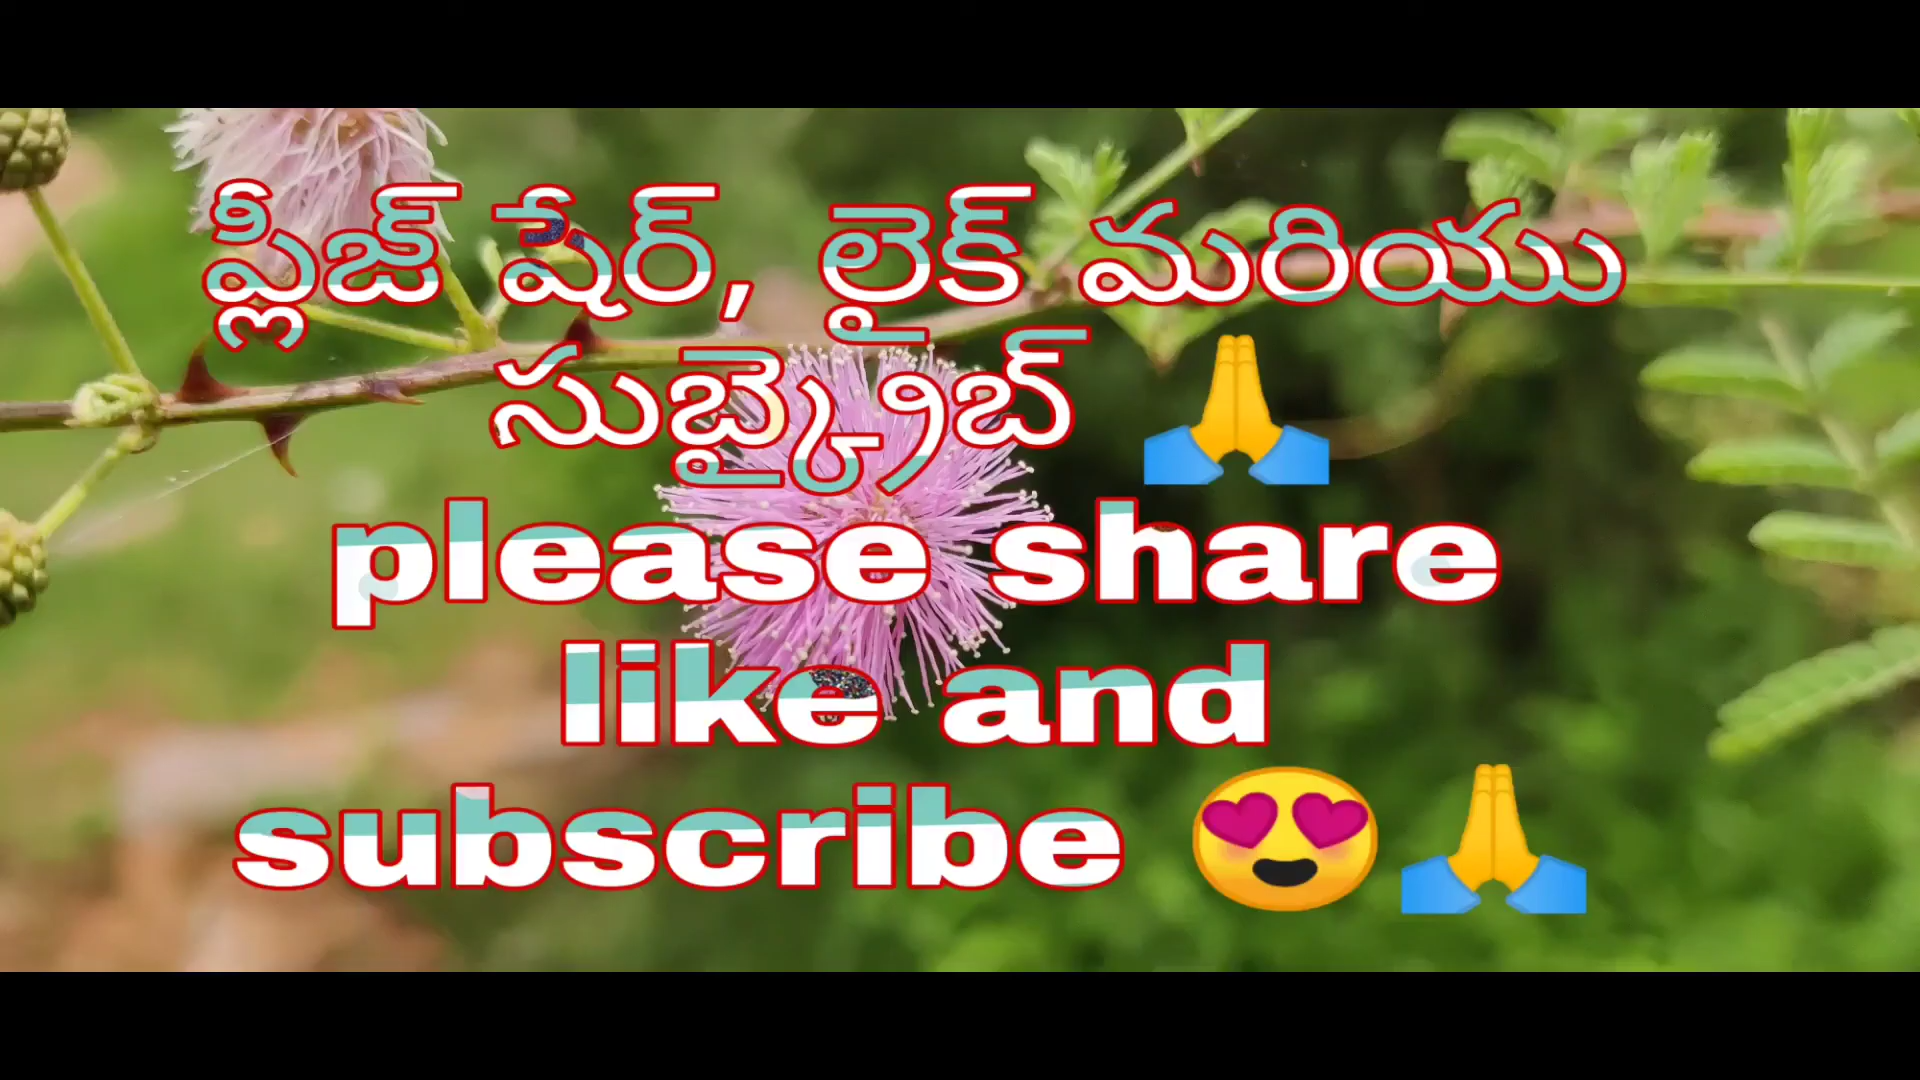 ప్లీజ్ షేర్, లైక్ మరియు
సుబ్స్క్రైబ్ 🙏
please share
like and
subscribe 😍🙏